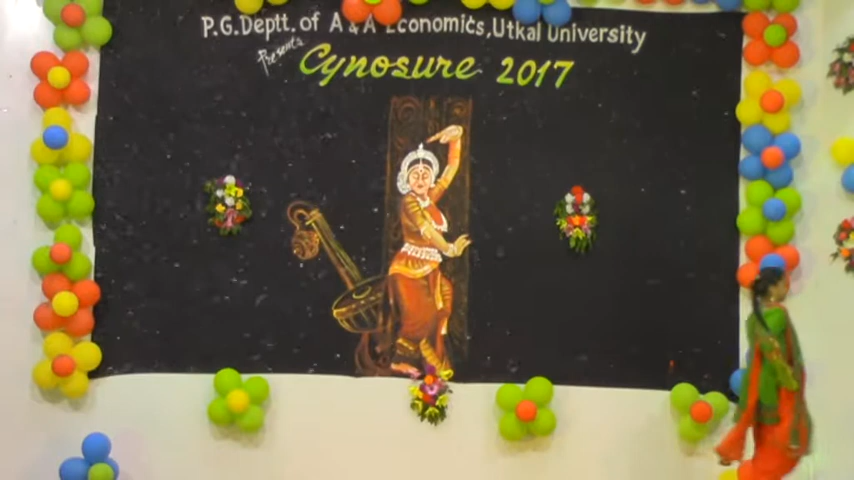 P.G.Deptt. of A & A Economics, Utkal University
Presents
Cynosure 2017